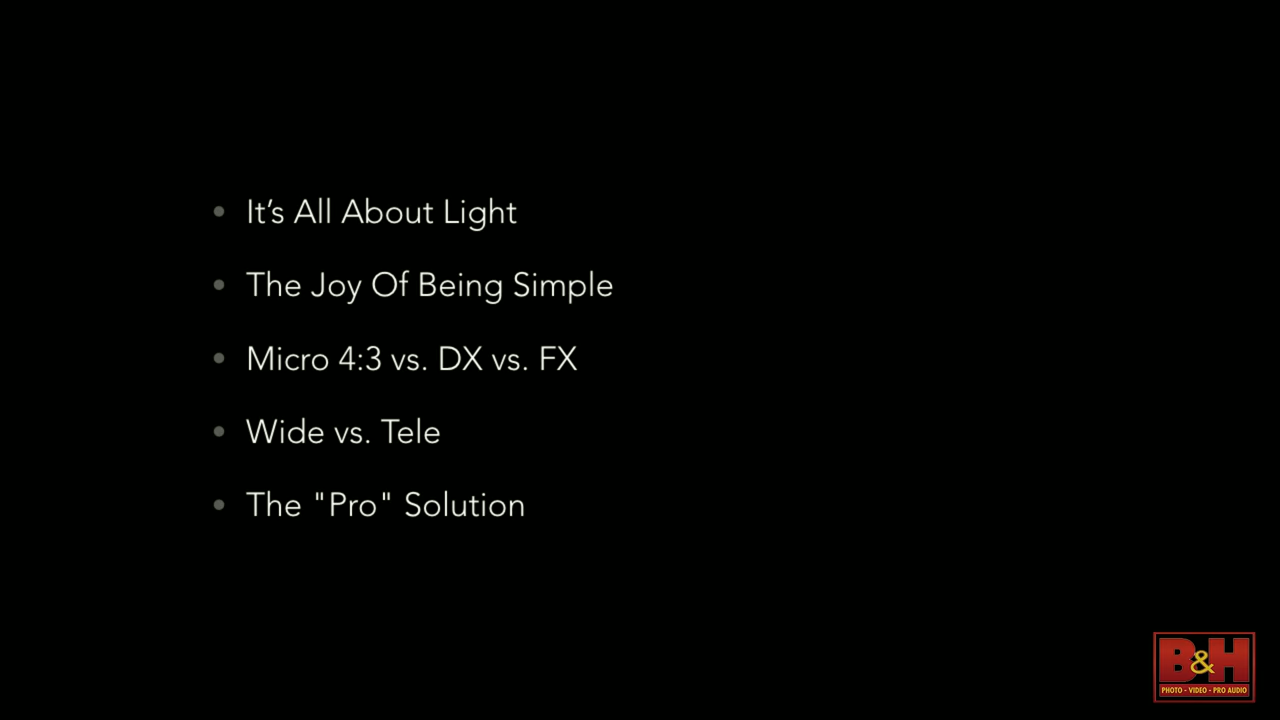 • It’s All About Light
• The Joy Of Being Simple
• Micro 4:3 vs. DX vs. FX
• Wide vs. Tele
• The "Pro" Solution
B&H
PHOTO - VIDEO - PRO AUDIO